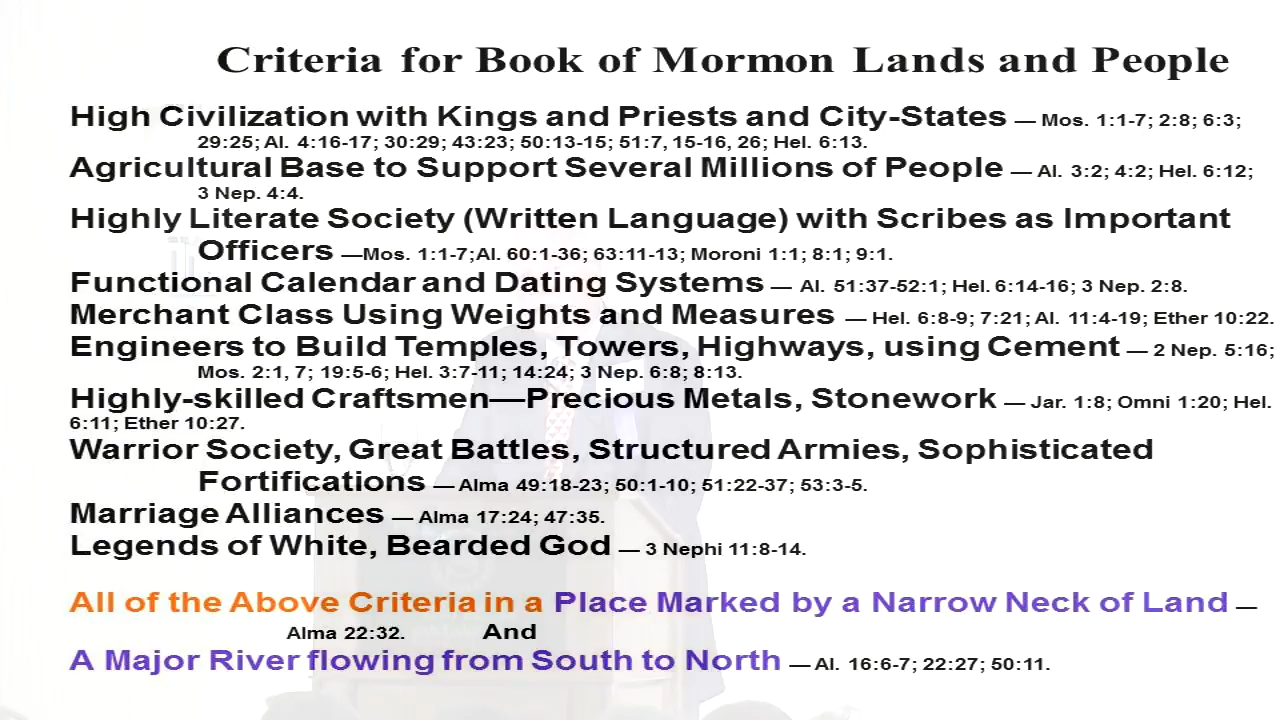 Criteria for Book of Mormon Lands and People
High Civilization with Kings and Priests and City-States — Mos. 1:1-7; 2:8; 6:3;
29:25; Al. 4:16-17; 30:29; 43:23; 50:13-15; 51:7, 15-16, 26; Hel. 6:13.
Agricultural Base to Support Several Millions of People — Al. 3:2; 4:2; Hel. 6:12;
3 Nep. 4:4.
Highly Literate Society (Written Language) with Scribes as Important
Officers —Mos. 1:1-7;Al. 60:1-36; 63:11-13; Moroni 1:1; 8:1; 9:1.
Functional Calendar and Dating Systems — Al. 51:37-52:1; Hel. 6:14-16; 3 Nep. 2:8.
Merchant Class Using Weights and Measures — Hel. 6:8-9; 7:21; Al. 11:4-19; Ether 10:22.
Engineers to Build Temples, Towers, Highways, using Cement — 2 Nep. 5:16;
Mos. 2:1, 7; 19:5-6; Hel. 3:7-11; 14:24; 3 Nep. 6:8; 8:13.
Highly-skilled Craftsmen—Precious Metals, Stonework — Jar. 1:8; Omni 1:20; Hel.
6:11; Ether 10:27.
Warrior Society, Great Battles, Structured Armies, Sophisticated
Fortifications — Alma 49:18-23; 50:1-10; 51:22-37; 53:3-5.
Marriage Alliances — Alma 17:24; 47:35.
Legends of White, Bearded God — 3 Nephi 11:8-14.
All of the Above Criteria in a Place Marked by a Narrow Neck of Land —
Alma 22:32. And
A Major River flowing from South to North — Al. 16:6-7; 22:27; 50:11.